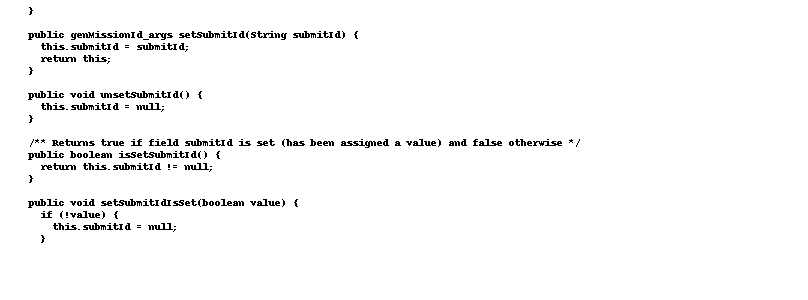 }

public genMissionId_args setSubmitId(String submitId) {
  this.submitId = submitId;
  return this;
}

public void unsetSubmitId() {
  this.submitId = null;
}

/** Returns true if field submitId is set (has been assigned a value) and false otherwise */
public boolean isSetSubmitId() {
  return this.submitId != null;
}

public void setSubmitIdIsSet(boolean value) {
  if (!value) {
    this.submitId = null;
  }